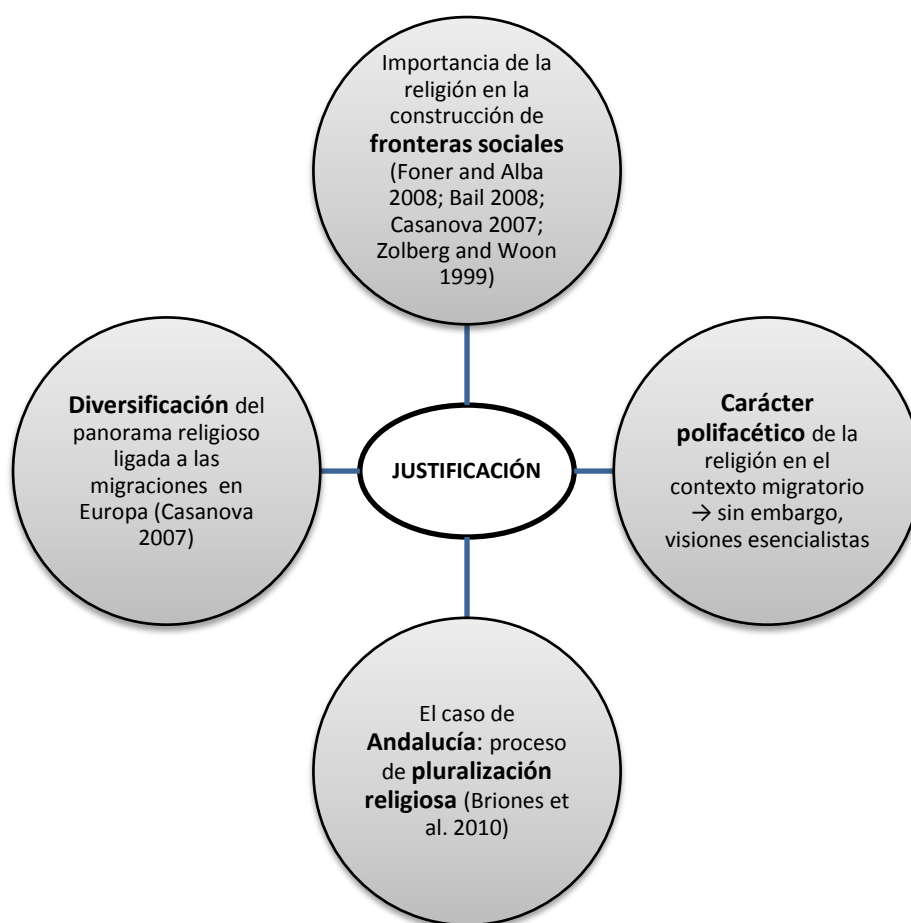 Importancia de la
religión en la
construcción de
fronteras sociales
(Foner and Alba
2008; Bail 2008;
Casanova 2007;
Zolberg and Woon
1999)
Diversificación del
panorama religioso
ligada a las
migraciones en
Europa (Casanova
2007)
JUSTIFICACIÓN
Carácter
polifacético de la
religión en el
contexto migratorio
→ sin embargo,
visiones esencialistas
El caso de
Andalucía: proceso
de pluralización
religiosa (Briones et
al. 2010)